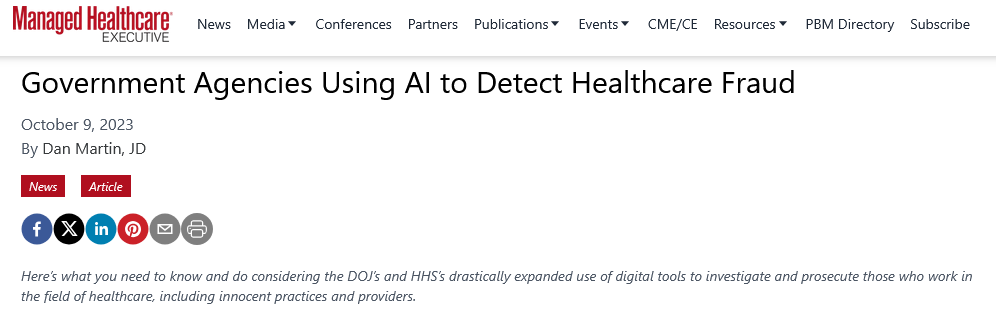 Managed Healthcare
EXECUTIVE
News Media Conferences Partners Publications Events CME/CE Resources PBM Directory Subscribe
Government Agencies Using AI to Detect Healthcare Fraud
October 9, 2023
By Dan Martin, JD
News Article
Here's what you need to know and do considering the DOJ's and HHS's drastically expanded use of digital tools to investigate and prosecute those who work in
the field of healthcare, including innocent practices and providers.